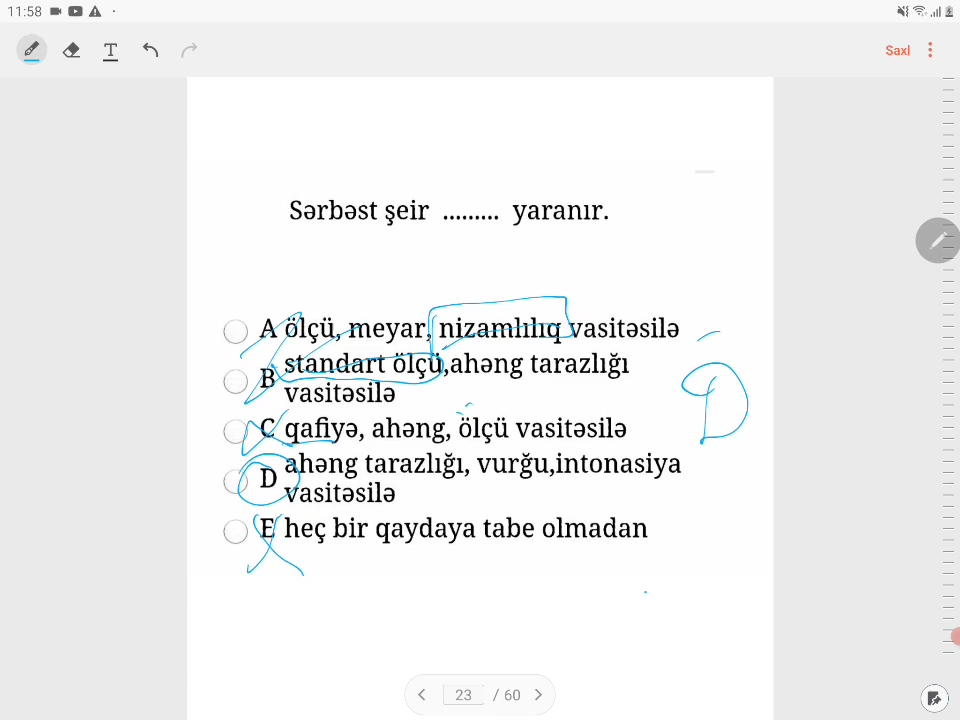 11:58
T
Saxl
Sərbəst şeir ......... yaranır.
A ölçü, meyar, nizamlılıq vasitəsilə
B standart ölçü,ahəng tarazlığı
vasitəsilə
C qafiyə, ahəng, ölçü vasitəsilə
D ahəng tarazlığı, vurğu,intonasiya
vasitəsilə
E heç bir qaydaya tabe olmadan
D
23 / 60